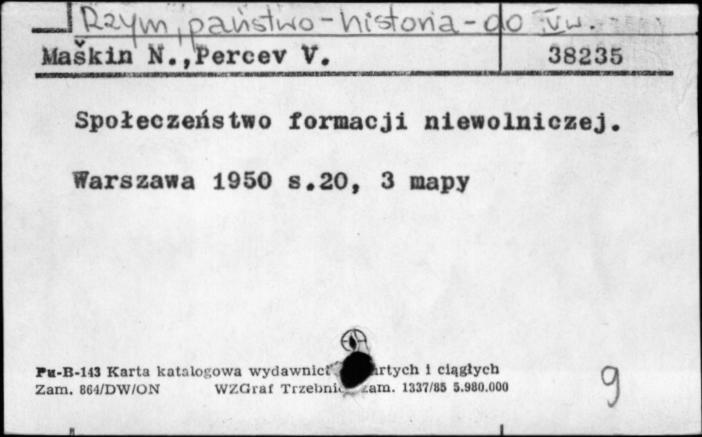 Rzym, państwo - historia - do V w.
Maškin N.,Percev V. 38235
Społeczeństwo formacji niewolniczej.
Warszawa 1950 s.20, 3 mapy
Pu-B-143 Karta katalogowa wydawnict rtych i ciągłych
Zam. 864/DW/ON WZGraf Trzebni zam. 1337/85 5.980.000
9